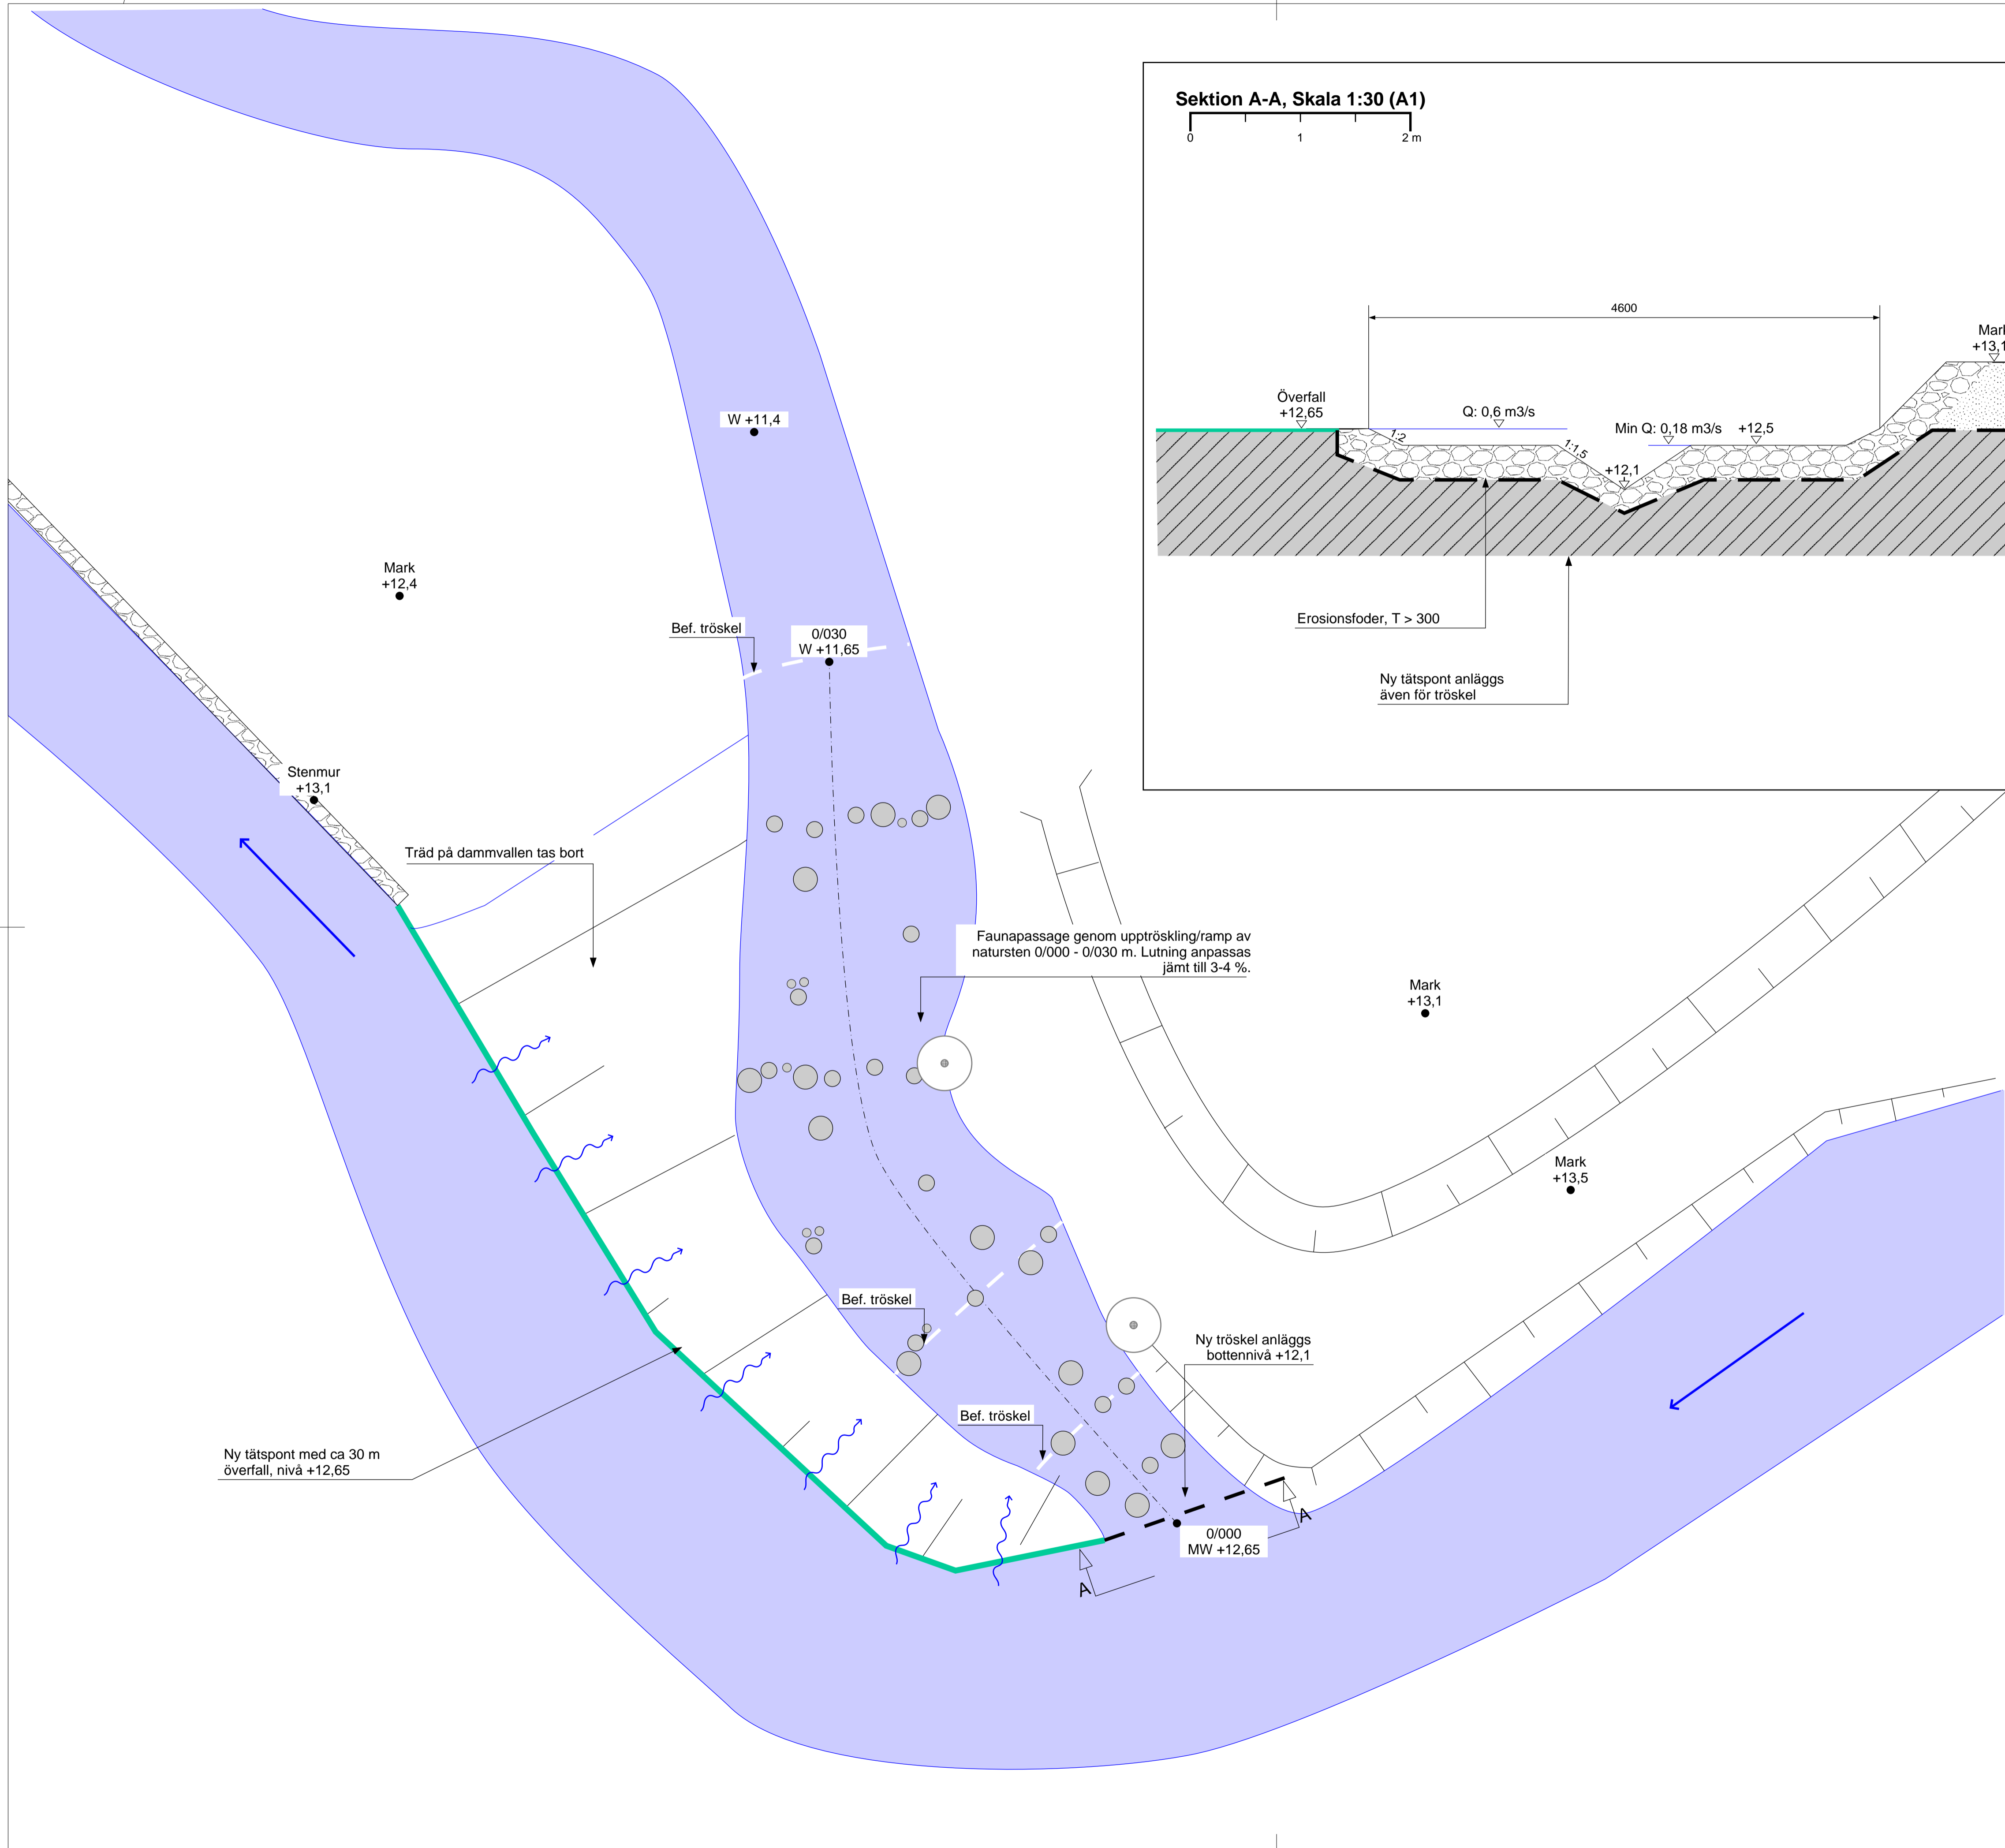 Sektion A-A, Skala 1:30 (A1)
0
1
2 m
4600
Överfall
+12,65
Q: 0,6 m3/s
Min Q: 0,18 m3/s
+12,5
+12,1
1:2
1:1,5
Erosionsfoder, T > 300
Ny tätspont anläggs
även för tröskel
W +11,4
Mark
+12,4
Bef. tröskel
0/030
W +11,65
Stenmur
+13,1
Träd på dammvallen tas bort
Faunapassage genom upptröskling/ramp av
natursten 0/000 - 0/030 m. Lutning anpassas
jämt till 3-4 %.
Mark
+13,1
Mark
+13,5
Bef. tröskel
Ny tröskel anläggs
bottennivå +12,1
Bef. tröskel
Ny tätspont med ca 30 m
överfall, nivå +12,65
0/000
MW +12,65
A
A